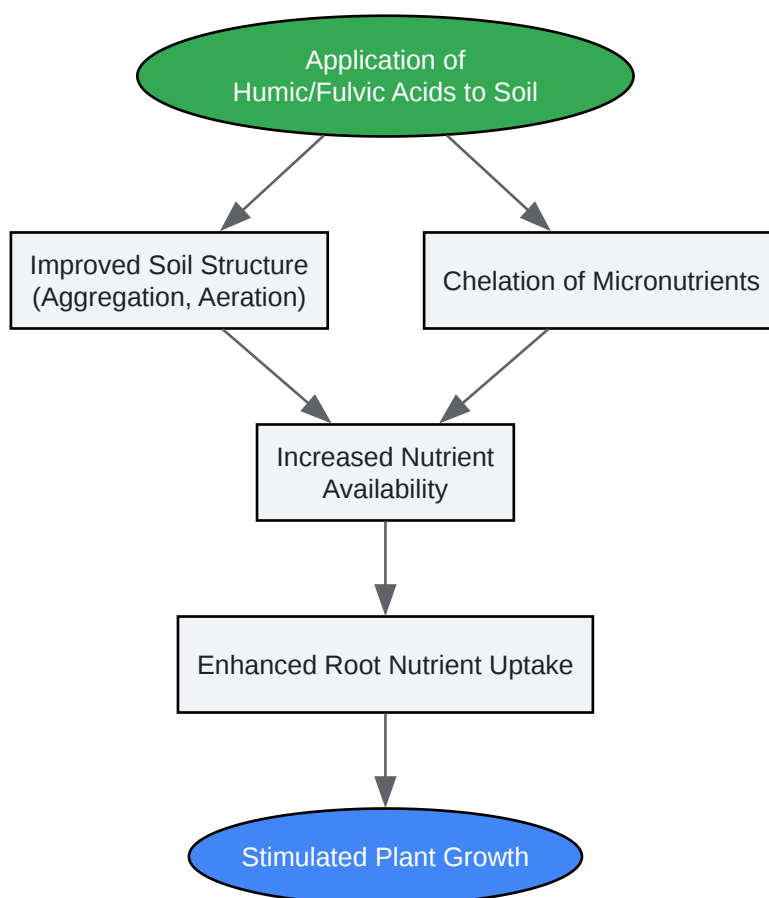 Application of
Humic/Fulvic Acids to Soil
Improved Soil Structure
(Aggregation, Aeration)
Chelation of Micronutrients
Increased Nutrient
Availability
Enhanced Root Nutrient Uptake
Stimulated Plant Growth